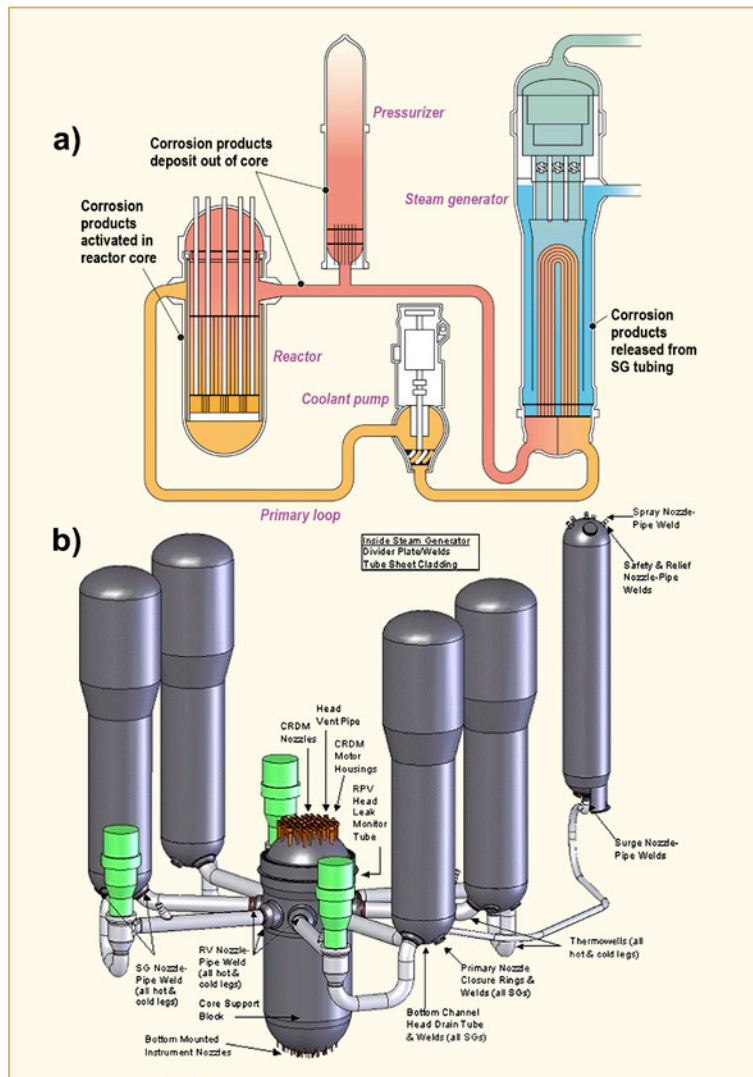 a)
Pressurizer
Corrosion products
deposit out of core
Steam generator
Corrosion
products
activated in
reactor core
Corrosion
products
released from
SG tubing
Reactor
Coolant pump
Primary loop
b)
Inside Steam Generator
Divider Plate/Welds
Tube Sheet Cladding
Spray Nozzle-
Pipe Weld
Safety & Relief
Nozzle-Pipe
Welds
Head
Vent Pipe
CRDM
Nozzles
CRDM
Motor
Housings
RPV
Head
Leak
Monitor
Tube
Surge Nozzle-
Pipe Welds
Thermowells (all
hot & cold legs)
SG Nozzle-
Pipe Weld
(all hot &
cold legs)
RV Nozzle-
Pipe Weld
(all hot &
cold legs)
Primary Nozzle
Closure Rings &
Welds (all SGs)
Core Support
Block
Bottom Channel
Head Drain Tube
& Welds (all SGs)
Bottom Mounted
Instrument Nozzles